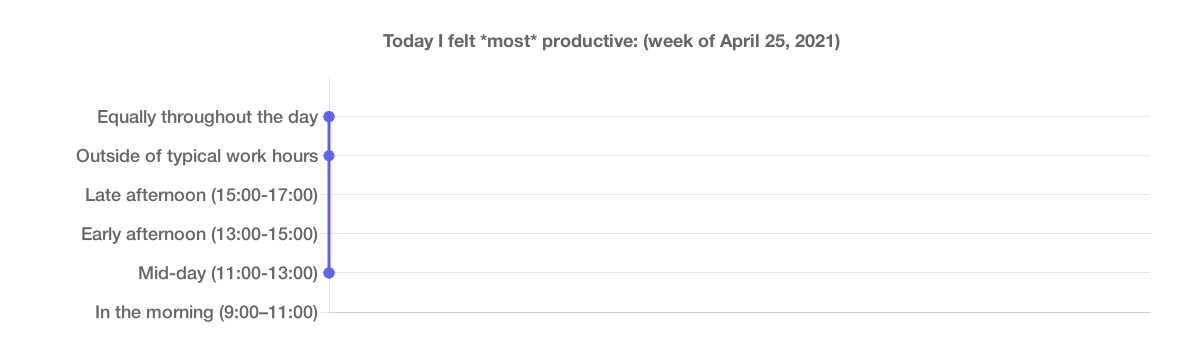 Today I felt *most* productive: (week of April 25, 2021)
Equally throughout the day
Outside of typical work hours
Late afternoon (15:00-17:00)
Early afternoon (13:00-15:00)
Mid-day (11:00-13:00)
In the morning (9:00–11:00)